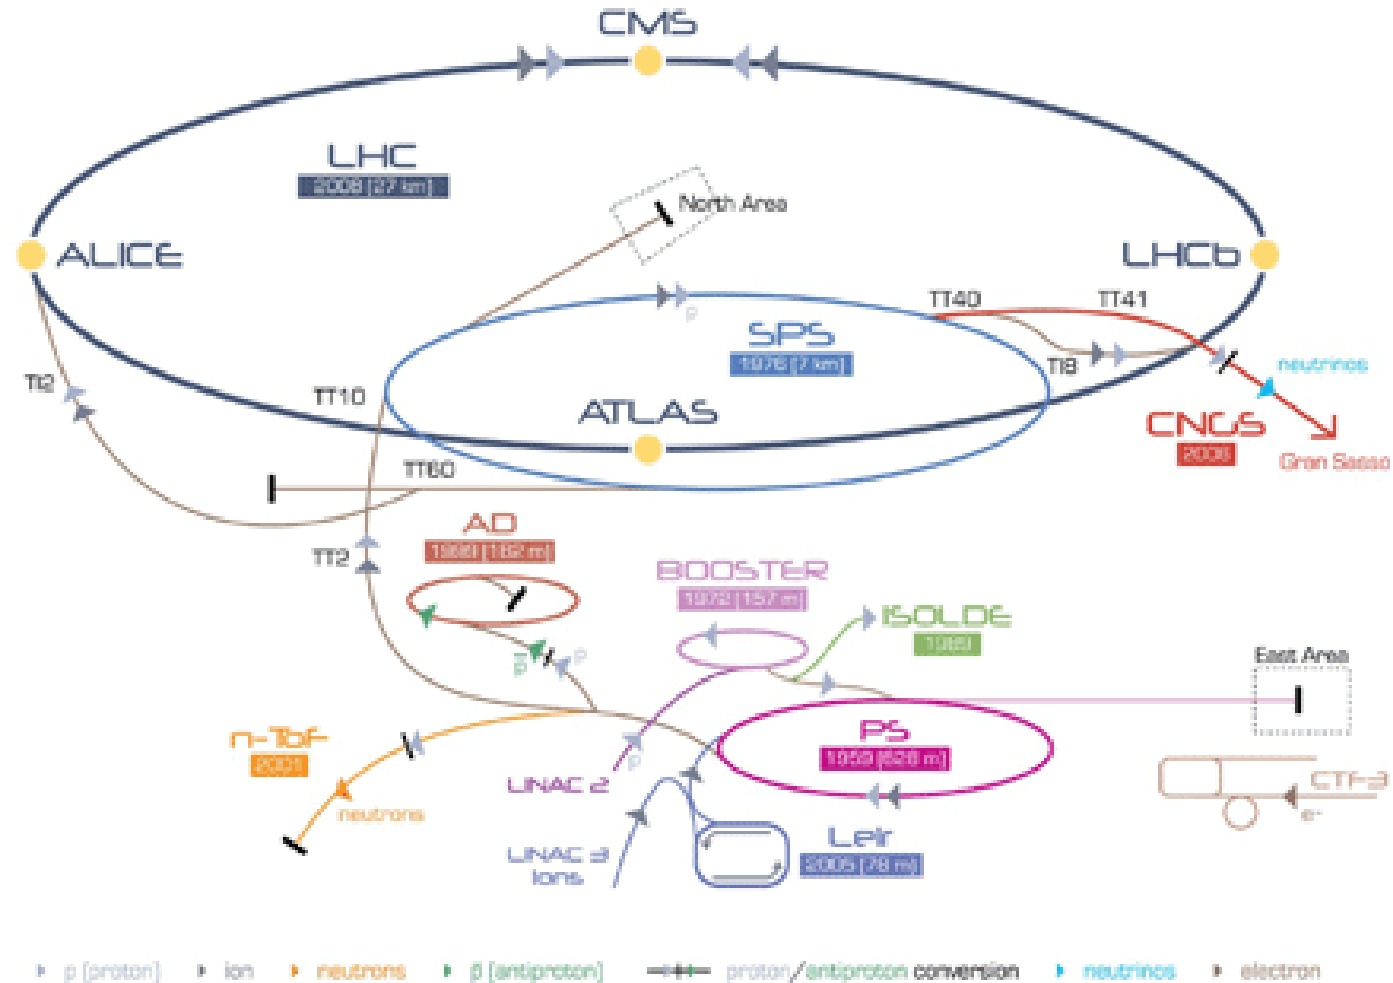 CMS
LHC
2008 [27 km]
North Area
ALICE
LHCb
TT40
TT41
p
SPS
1976 [7 km]
TI8
neutrinos
TI2
TT10
ATLAS
CNGS
2006
Gran Sasso
TT60
AD
1999 [182 m]
TT2
BOOSTER
1972 [157 m]
ISOLDE
1989
p̅
p
East Area
n-ToF
2001
PS
1959 [628 m]
p
LINAC 2
CTF-3
e-
neutrons
LINAC 3
Ions
Leir
2005 [78 m]
p [proton]
ion
neutrons
p̅ [antiproton]
proton/antiproton conversion
neutrinos
electron